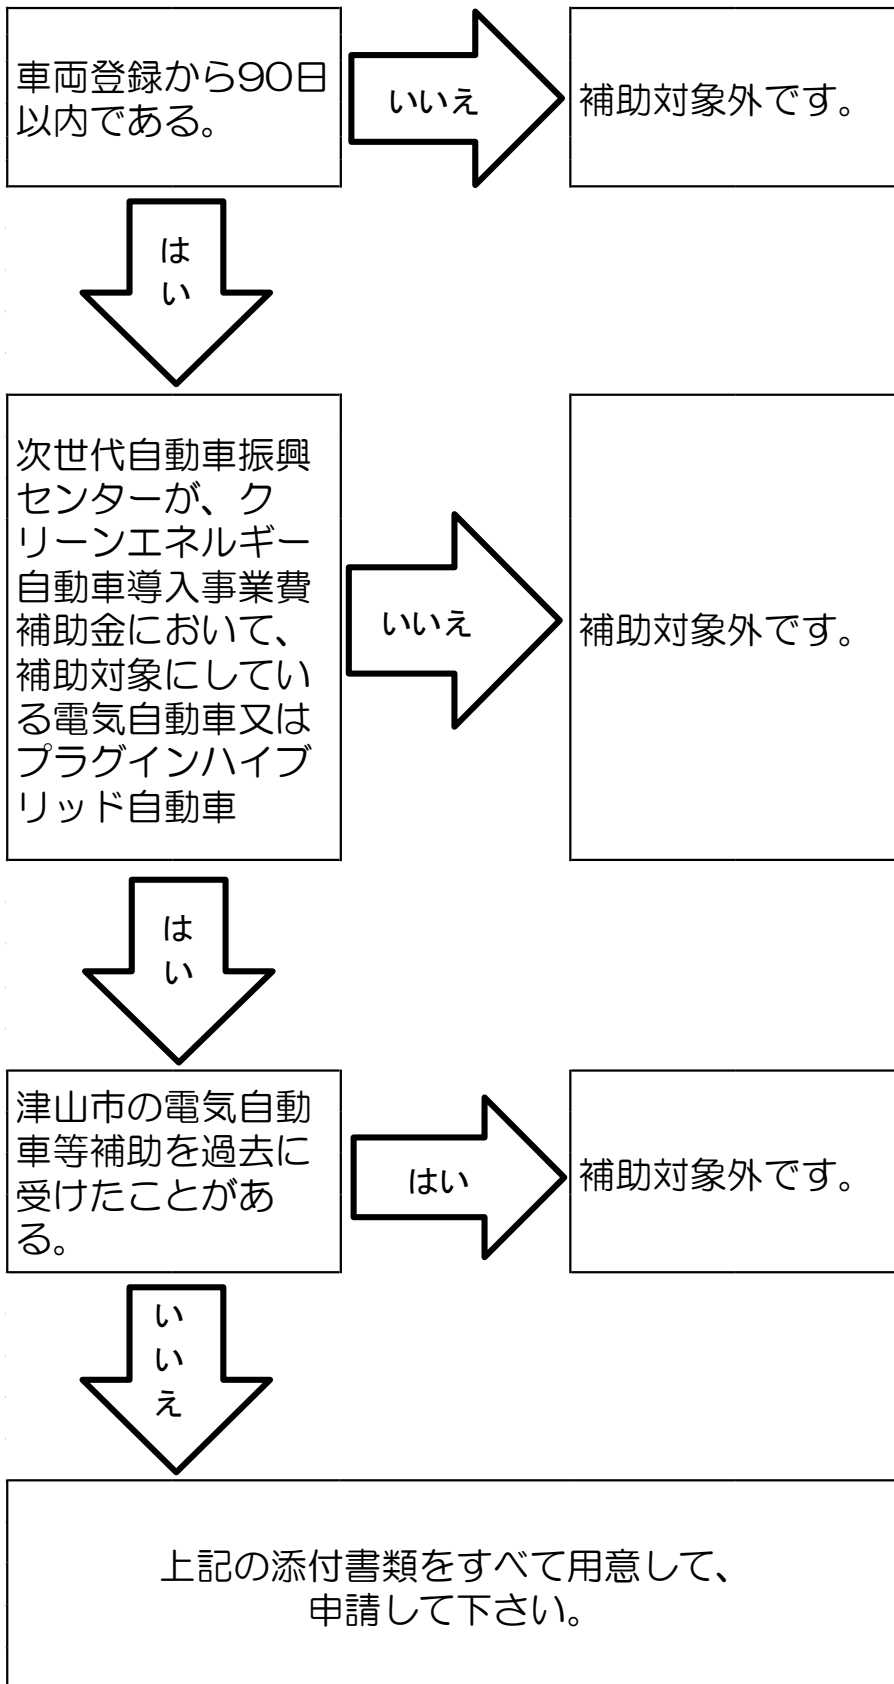 車両登録から90日
以内である。
いいえ
補助対象外です。
は
い
次世代自動車振興
センターが、ク
リーンエネルギー
自動車導入事業費
補助金において、
補助対象にしてい
る電気自動車又は
プラグインハイブ
リッド自動車
いいえ
補助対象外です。
は
い
津山市の電気自動
車等補助を過去に
受けたことがあ
る。
はい
補助対象外です。
い
い
え
上記の添付書類をすべて用意して、
申請して下さい。